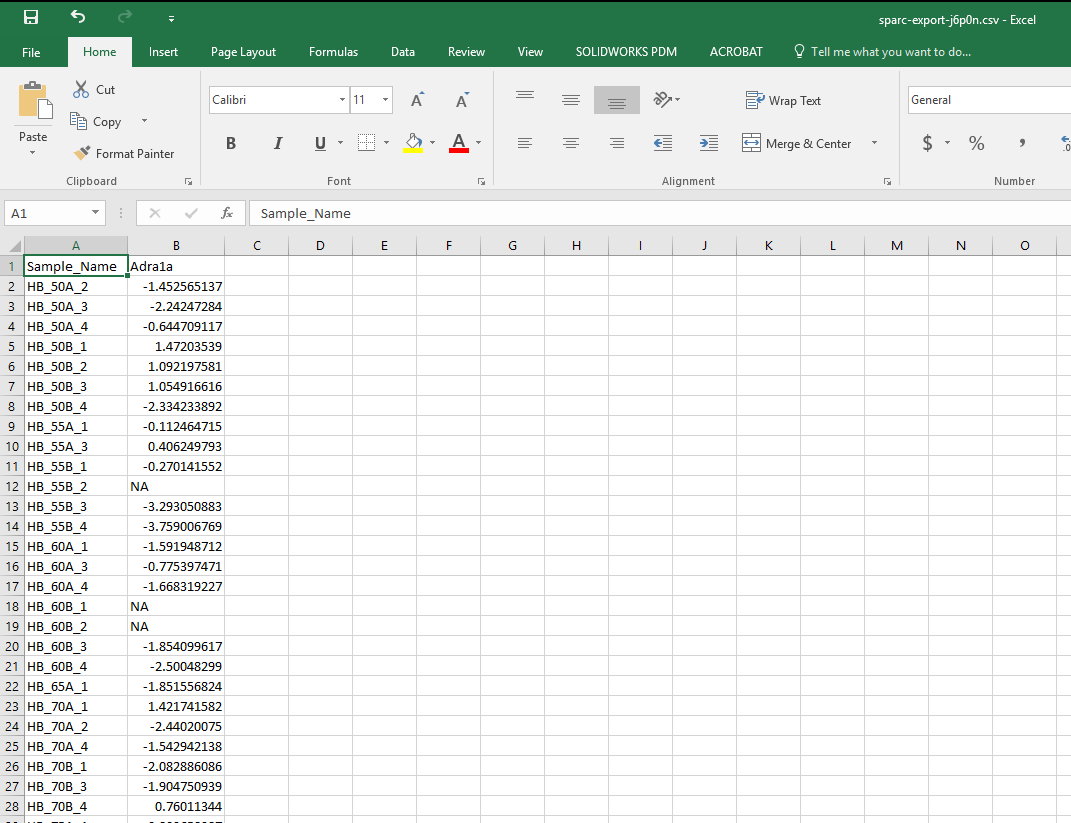 sparc-export-j6p0n.csv - Excel
File Home Insert Page Layout Formulas Data Review View SOLIDWORKS PDM ACROBAT Tell me what you want to do...
Paste
Cut
Copy
Format Painter
Clipboard
Calibri 11 A A
B I U A
Font
Wrap Text
Merge & Center
Alignment
General
$ % , .0
Number
A1 fx Sample_Name
A B C D E F G H I J K L M N O
1 Sample_Name Adra1a
2 HB_50A_2 -1.452565137
3 HB_50A_3 -2.24247284
4 HB_50A_4 -0.644709117
5 HB_50B_1 1.47203539
6 HB_50B_2 1.092197581
7 HB_50B_3 1.054916616
8 HB_50B_4 -2.334233892
9 HB_55A_1 -0.112464715
10 HB_55A_3 0.406249793
11 HB_55B_1 -0.270141552
12 HB_55B_2 NA
13 HB_55B_3 -3.293050883
14 HB_55B_4 -3.759006769
15 HB_60A_1 -1.591948712
16 HB_60A_3 -0.775397471
17 HB_60A_4 -1.668319227
18 HB_60B_1 NA
19 HB_60B_2 NA
20 HB_60B_3 -1.854099617
21 HB_60B_4 -2.50048299
22 HB_65A_1 -1.851556824
23 HB_70A_1 1.421741582
24 HB_70A_2 -2.44020075
25 HB_70A_4 -1.542942138
26 HB_70B_1 -2.082886086
27 HB_70B_3 -1.904750939
28 HB_70B_4 0.76011344